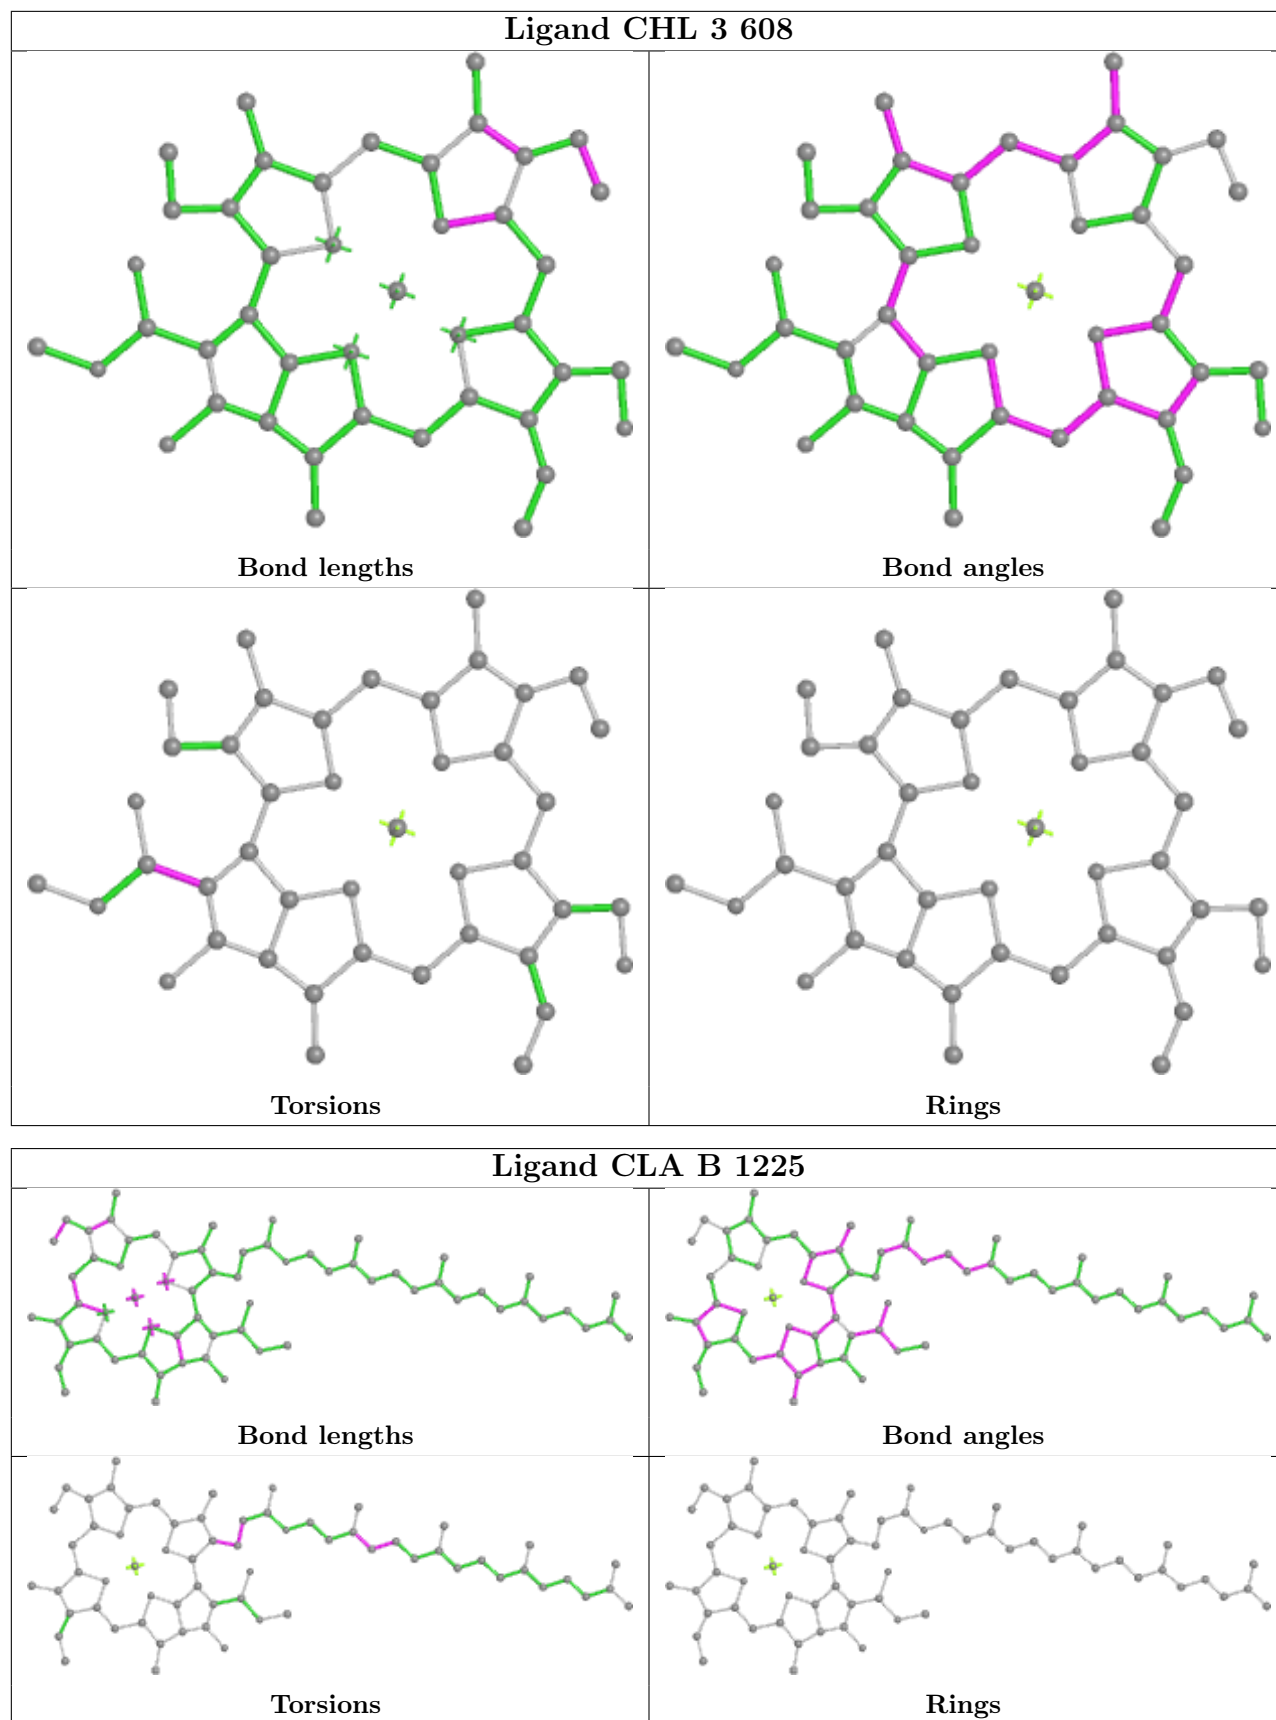 Ligand CHL 3 608
Bond lengths
Bond angles
Torsions
Rings
Ligand CLA B 1225
Bond lengths
Bond angles
Torsions
Rings